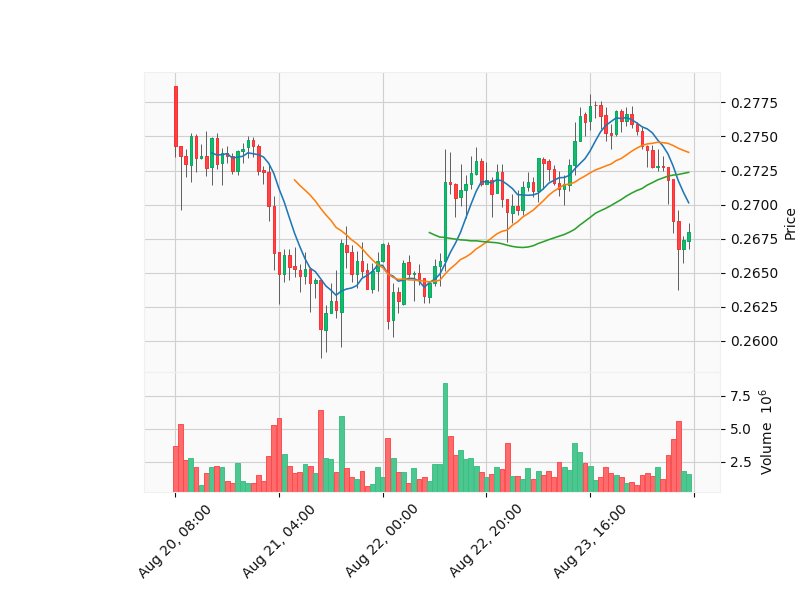 0.2775
0.2750
0.2725
0.2700
0.2675
0.2650
0.2625
0.2600
Price
7.5
5.0
2.5
Volume 10⁶
Aug 20, 08:00
Aug 21, 04:00
Aug 22, 00:00
Aug 22, 20:00
Aug 23, 16:00